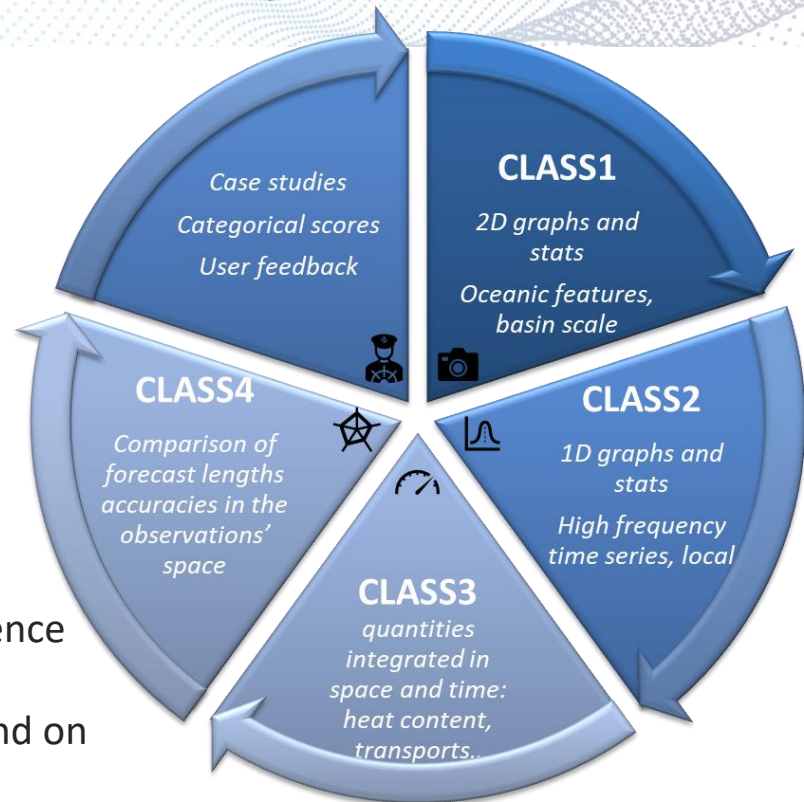 Case studies
Categorical scores
User feedback
CLASS1
2D graphs and
stats
Oceanic features,
basin scale
CLASS2
1D graphs and
stats
High frequency
time series, local
CLASS3
quantities
integrated in
space and time:
heat content,
transports..
CLASS4
Comparison of
forecast lengths
accuracies in the
observations’
space
ence
nd on